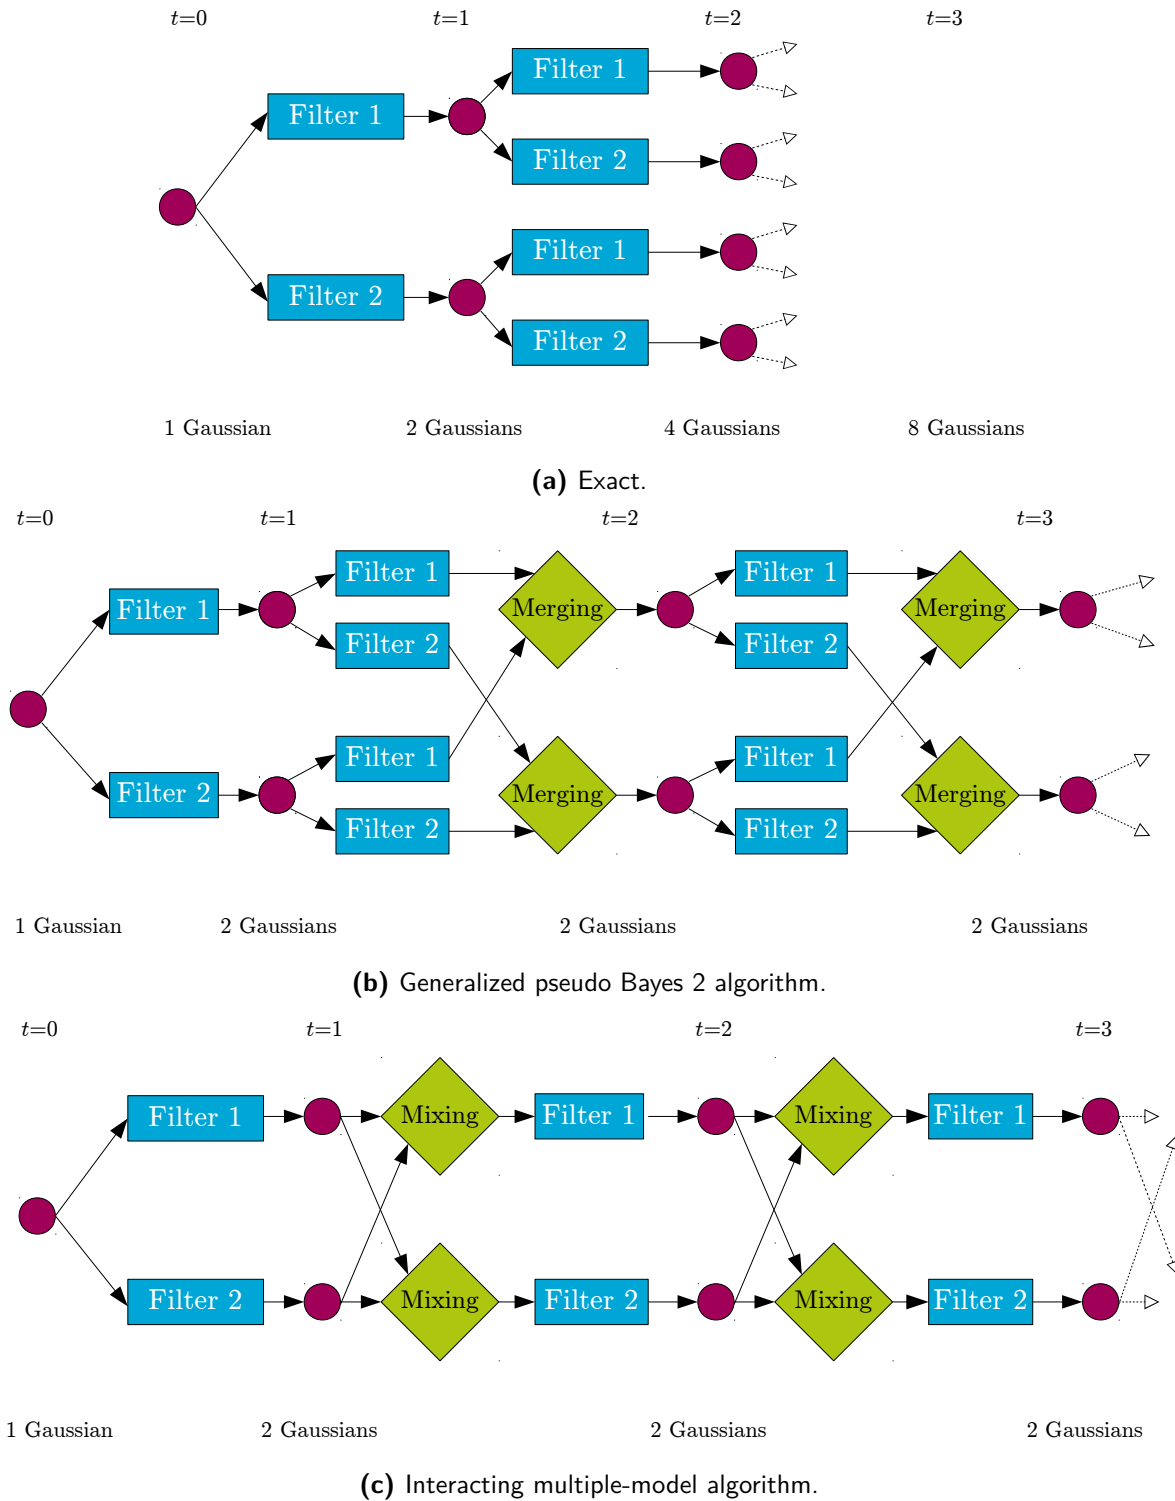 t=0 t=1 t=2 t=3
Filter 1
Filter 1
Filter 2
Filter 1
Filter 2
Filter 2
1 Gaussian 2 Gaussians 4 Gaussians 8 Gaussians
(a) Exact.
t=0 t=1 t=2 t=3
Filter 1 Filter 1
Filter 1 Merging Merging
Filter 2 Filter 2
Filter 1 Filter 1
Filter 2 Merging Merging
Filter 2 Filter 2
1 Gaussian 2 Gaussians 2 Gaussians 2 Gaussians
(b) Generalized pseudo Bayes 2 algorithm.
t=0 t=1 t=2 t=3
Filter 1 Mixing Filter 1 Mixing Filter 1
Filter 2 Mixing Filter 2 Mixing Filter 2
1 Gaussian 2 Gaussians 2 Gaussians 2 Gaussians
(c) Interacting multiple-model algorithm.